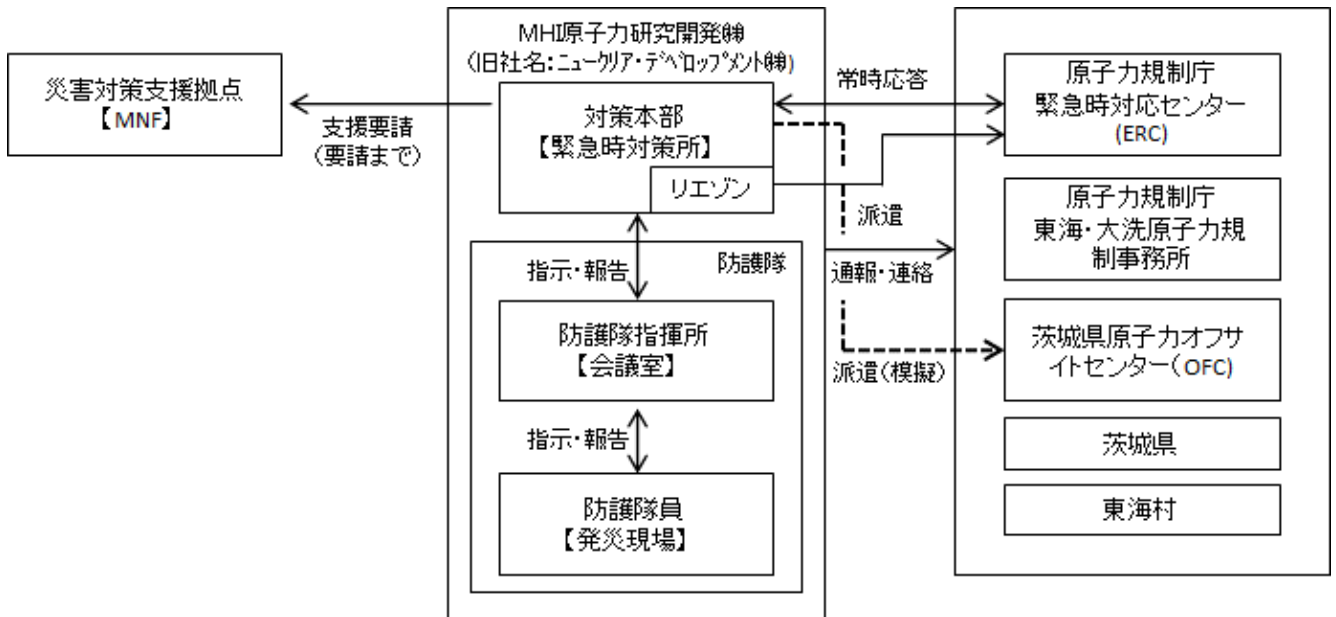 MHI原子力研究開発㈱
(旧社名:ニュークリア・デベロップメント㈱)
災害対策支援拠点
【MNF】
支援要請
(要請まで)
対策本部
【緊急時対策所】
リエゾン
指示・報告
防護隊
防護隊指揮所
【会議室】
指示・報告
防護隊員
【発災現場】
常時応答
派遣
通報・連絡
派遣(模擬)
原子力規制庁
緊急時対応センター
(ERC)
原子力規制庁
東海・大洗原子力規
制事務所
茨城県原子力オフサ
イトセンター(OFC)
茨城県
東海村